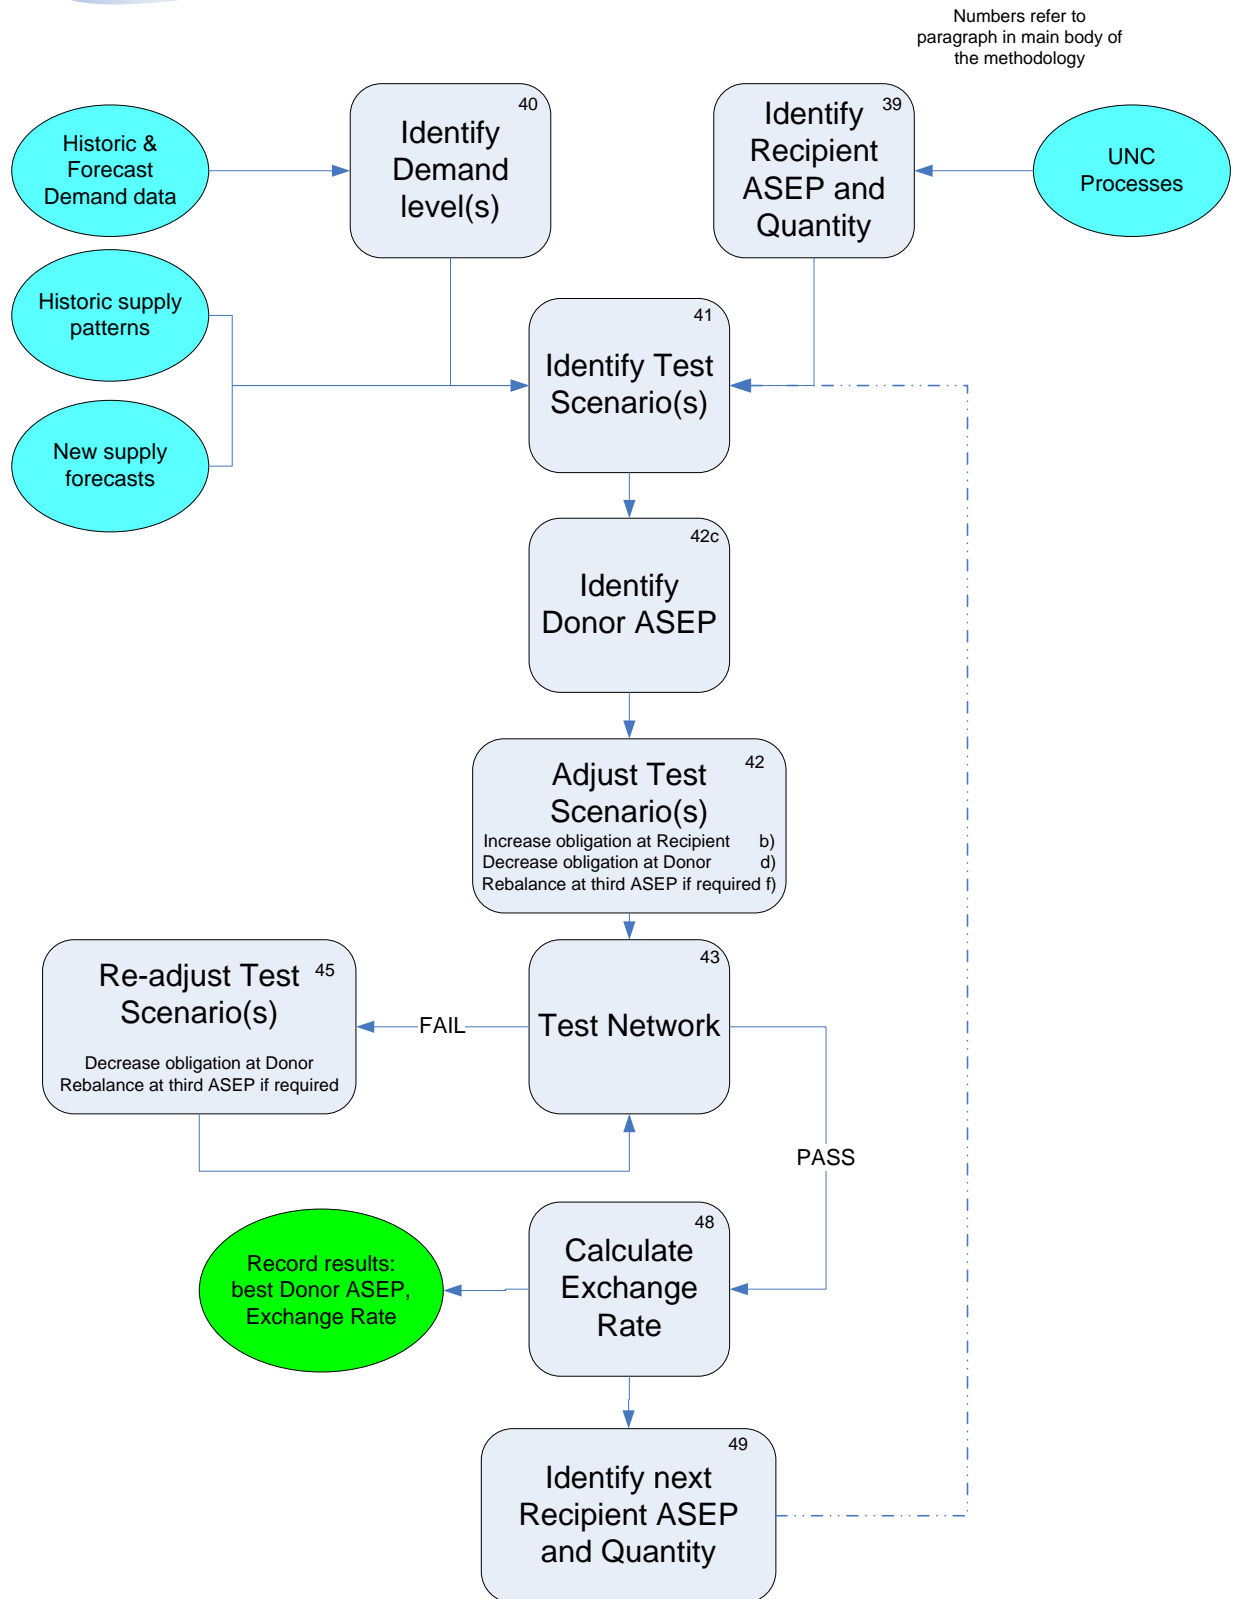 Numbers refer to
paragraph in main body of
the methodology
Historic &
Forecast
Demand data
40
Identify
Demand
level(s)
39
Identify
Recipient
ASEP and
Quantity
UNC
Processes
Historic supply
patterns
New supply
forecasts
41
Identify Test
Scenario(s)
42c
Identify
Donor ASEP
42
Adjust Test
Scenario(s)
Increase obligation at Recipient b)
Decrease obligation at Donor d)
Rebalance at third ASEP if required f)
45
Re-adjust Test
Scenario(s)
Decrease obligation at Donor
Rebalance at third ASEP if required
FAIL
43
Test Network
PASS
48
Calculate
Exchange
Rate
Record results:
best Donor ASEP,
Exchange Rate
49
Identify next
Recipient ASEP
and Quantity